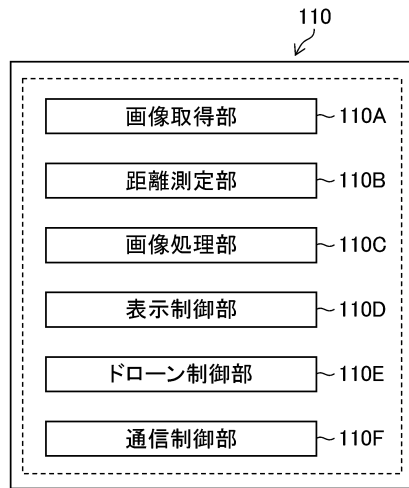 110
画像取得部 110A
距離測定部 110B
画像処理部 110C
表示制御部 110D
ドローン制御部 110E
通信制御部 110F